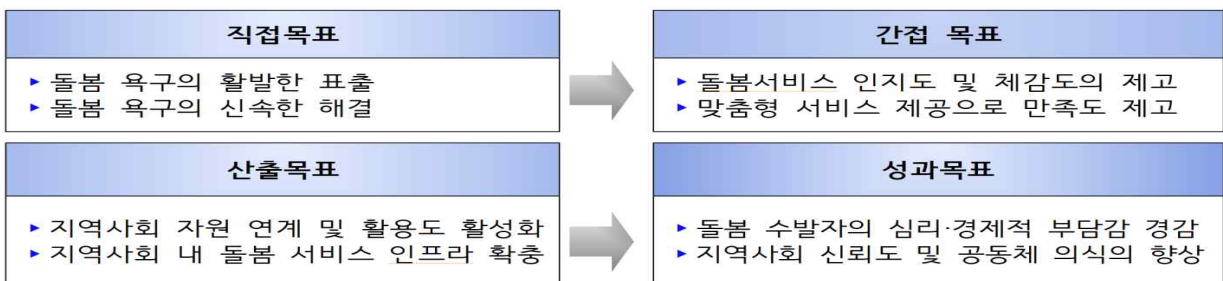 직접목표
▸ 돌봄 욕구의 활발한 표출
▸ 돌봄 욕구의 신속한 해결
간접 목표
▸ 돌봄서비스 인지도 및 체감도의 제고
▸ 맞춤형 서비스 제공으로 만족도 제고
산출목표
▸ 지역사회 자원 연계 및 활용도 활성화
▸ 지역사회 내 돌봄 서비스 인프라 확충
성과목표
▸ 돌봄 수발자의 심리·경제적 부담감 경감
▸ 지역사회 신뢰도 및 공동체 의식의 향상